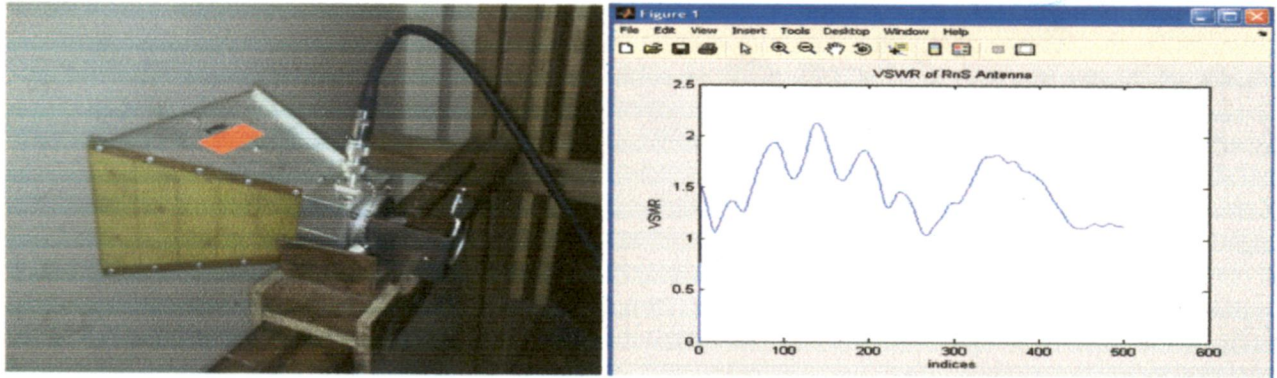 Figure 1
File Edit View Insert Tools Desktop Window Help
VSWR of RnS Antenna
2.5
2
1.5
1
0.5
0
VSWR
0 100 200 300 400 500 600
indices